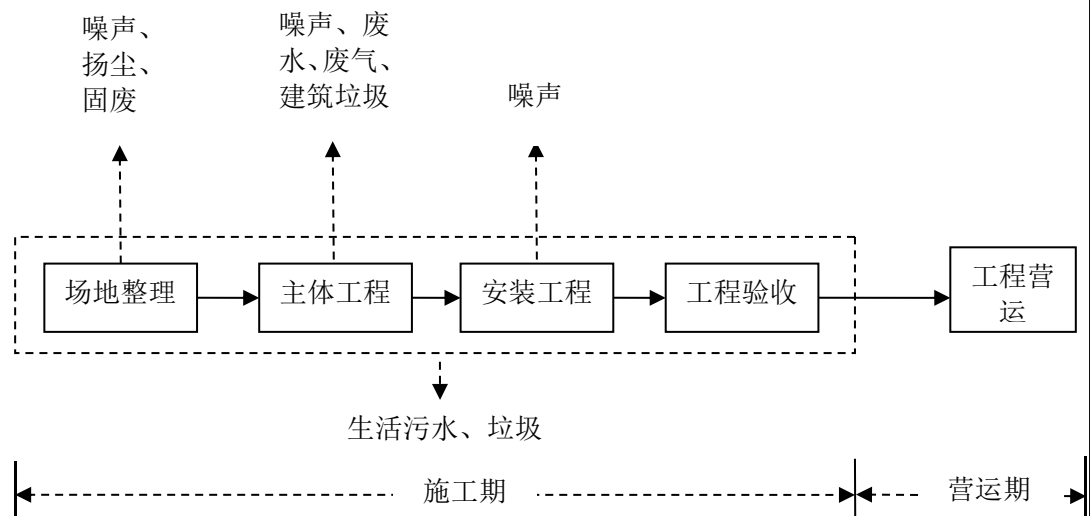 噪声、
扬尘、
固废
噪声、废
水、废气、
建筑垃圾
噪声
场地整理
主体工程
安装工程
工程验收
工程营
运
生活污水、垃圾
施工期
营运期